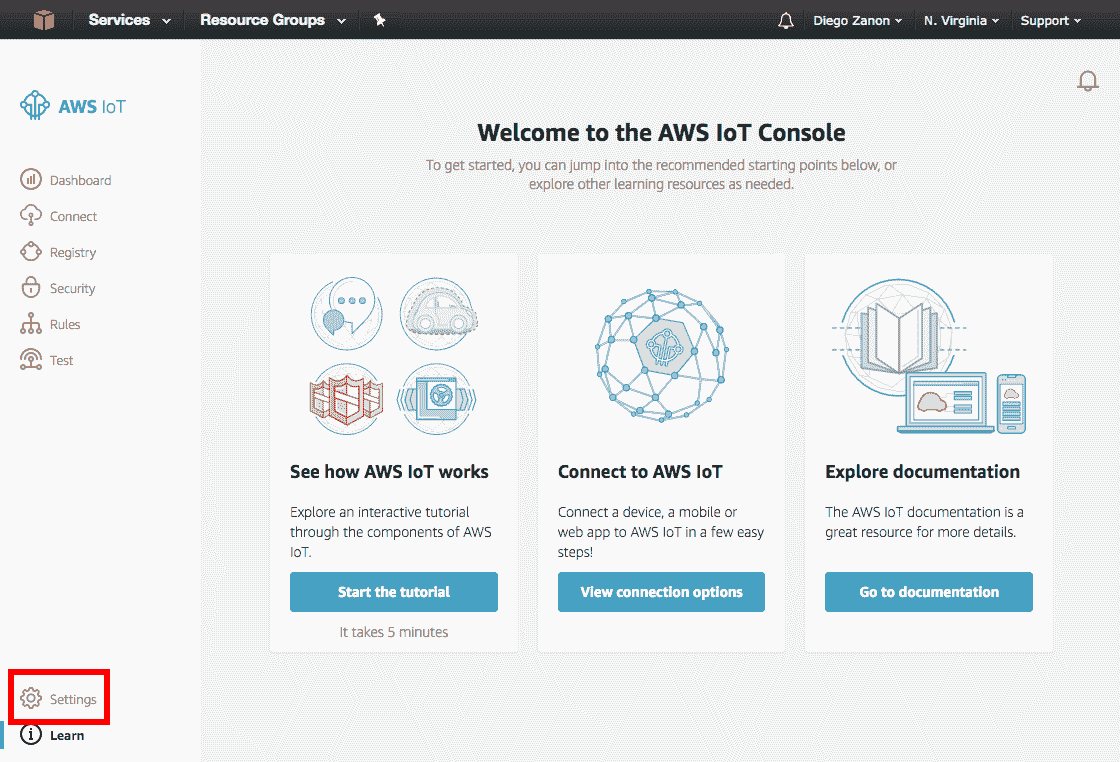 Services Resource Groups Diego Zanon N. Virginia Support
AWS IoT
Dashboard
Connect
Registry
Security
Rules
Test
Settings
Learn
Welcome to the AWS IoT Console
To get started, you can jump into the recommended starting points below, or
explore other learning resources as needed.
See how AWS IoT works
Explore an interactive tutorial
through the components of AWS
IoT.
Start the tutorial
It takes 5 minutes
Connect to AWS IoT
Connect a device, a mobile or
web app to AWS IoT in a few easy
steps!
View connection options
Explore documentation
The AWS IoT documentation is a
great resource for more details.
Go to documentation